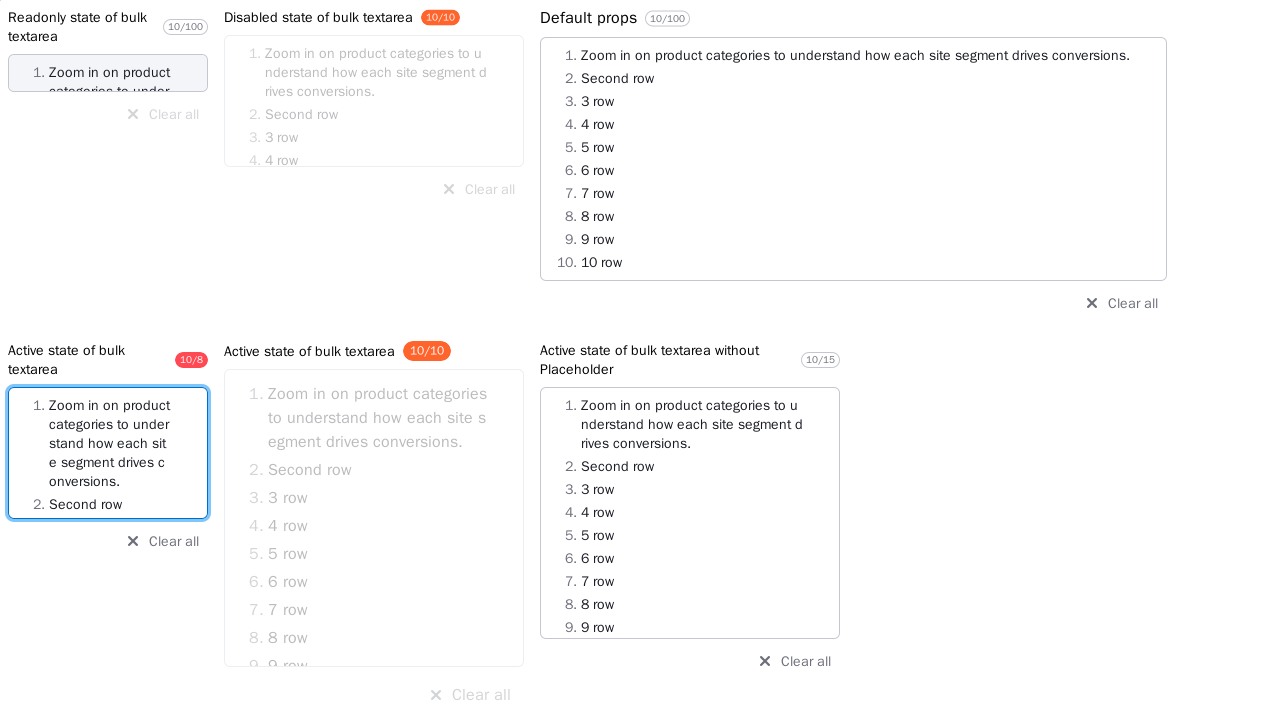 Readonly state of bulk
textarea
10/100
1. Zoom in on product
categories to under
Clear all
Disabled state of bulk textarea 10/10
1. Zoom in on product categories to u
nderstand how each site segment d
rives conversions.
2. Second row
3. 3 row
4. 4 row
Clear all
Default props 10/100
1. Zoom in on product categories to understand how each site segment drives conversions.
2. Second row
3. 3 row
4. 4 row
5. 5 row
6. 6 row
7. 7 row
8. 8 row
9. 9 row
10. 10 row
Clear all
Active state of bulk
textarea
10/8
1. Zoom in on product
categories to under
stand how each sit
e segment drives c
onversions.
2. Second row
Clear all
Active state of bulk textarea 10/10
1. Zoom in on product categories
to understand how each site s
egment drives conversions.
2. Second row
3. 3 row
4. 4 row
5. 5 row
6. 6 row
7. 7 row
8. 8 row
9. 9 row
Clear all
Active state of bulk textarea without
Placeholder
10/15
1. Zoom in on product categories to u
nderstand how each site segment d
rives conversions.
2. Second row
3. 3 row
4. 4 row
5. 5 row
6. 6 row
7. 7 row
8. 8 row
9. 9 row
Clear all